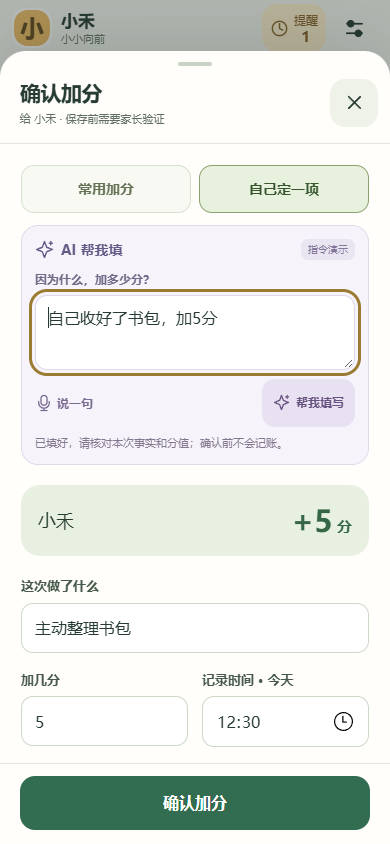 小
小禾
小小向前
提醒
1
确认加分
给 小禾 · 保存前需要家长验证
常用加分
自己定一项
AI 帮我填
指令演示
因为什么，加多少分？
自己收好了书包，加5分
说一句
帮我填写
已填好，请核对本次事实和分值；确认前不会记账。
小禾
+5 分
这次做了什么
主动整理书包
加几分
记录时间 • 今天
5
12:30
确认加分